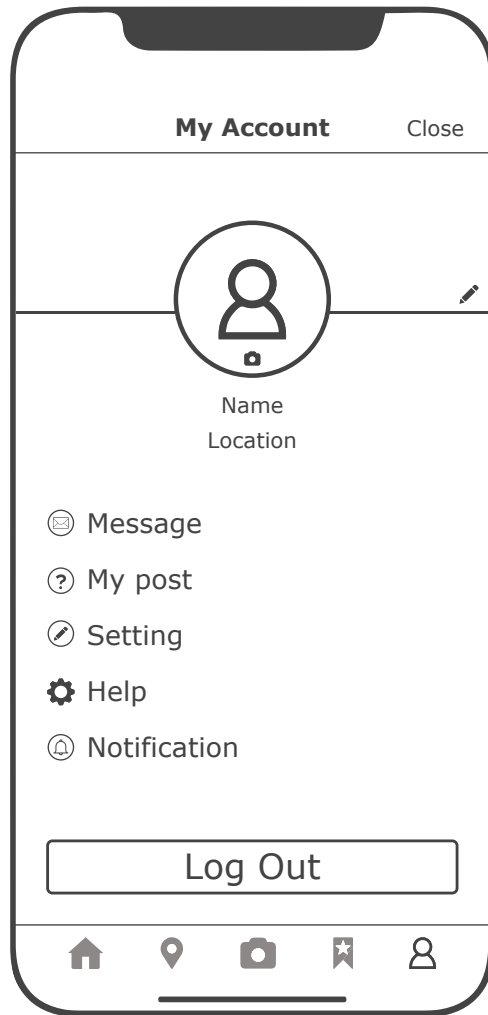 My Account Close
Name
Location
Message
? My post
Setting
Help
Notification
Log Out